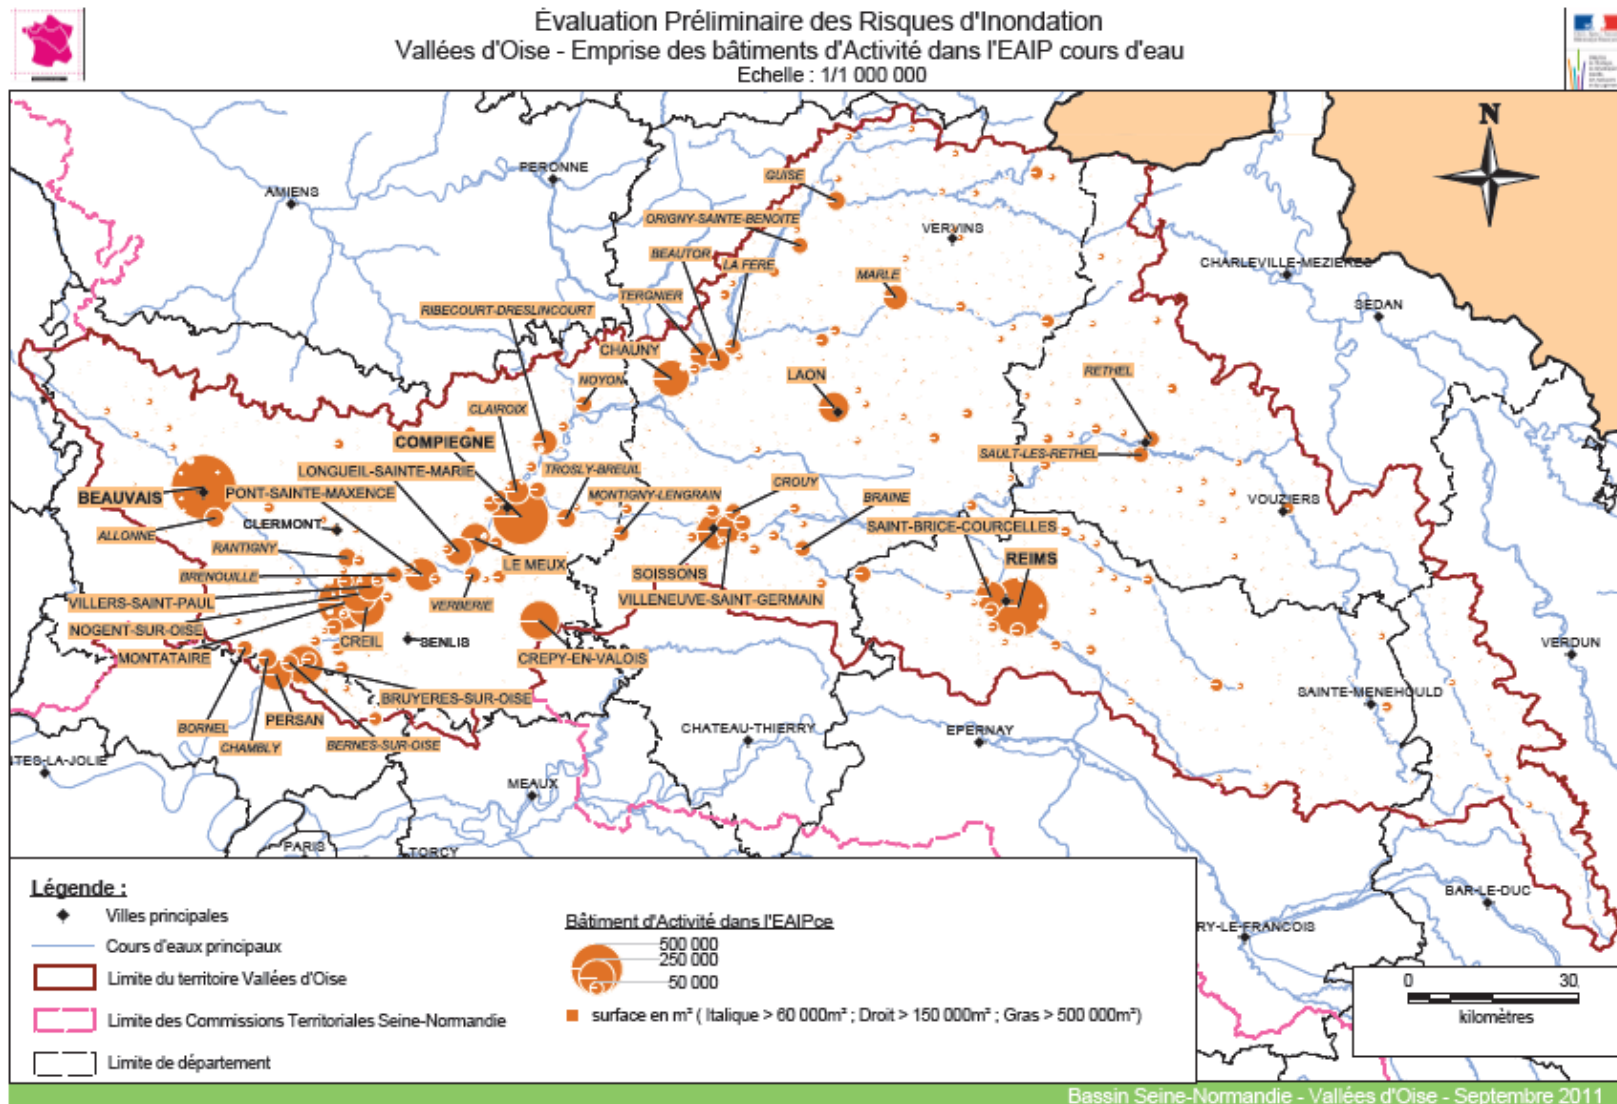 Évaluation Préliminaire des Risques d'Inondation
Vallées d'Oise - Emprise des bâtiments d'Activité dans l'EAIP cours d'eau
Echelle : 1/1 000 000
N
PERONNE
AMIENS
GUISE
ORIGNY-SAINTE-BENOITE
VERVINS
BEAUTOR
LA FERE
CHARLEVILLE-MEZIERES
MARLE
TERGNIER
SEDAN
RIBECOURT-DRESLINCOURT
CHAUNY
LAON
RETHEL
NOYON
CLAIROIX
COMPIEGNE
SAULT-LES-RETHEL
LONGUEIL-SAINTE-MARIE
TROSLY-BREUIL
CROUY
BRAINE
BEAUVAIS
PONT-SAINTE-MAXENCE
MONTIGNY-LENGRAIN
VOUZIERS
CLERMONT
SAINT-BRICE-COURCELLES
ALLONNE
RANTIGNY
LE MEUX
REIMS
BRENOUILLE
SOISSONS
VILLERS-SAINT-PAUL
VERBERIE
VILLENEUVE-SAINT-GERMAIN
NOGENT-SUR-OISE
CREIL
SENLIS
VERDUN
MONTATAIRE
CREPY-EN-VALOIS
SAINTE-MENEHOULD
BRUYERES-SUR-OISE
BORNEL
PERSAN
CHATEAU-THIERRY
EPERNAY
CHAMBLY
BERNES-SUR-OISE
NTES-LA-JOLIE
MEAUX
PARIS
TORCY
BAR-LE-DUC
RY-LE-FRANCOIS
Légende :
Villes principales
Cours d'eaux principaux
Limite du territoire Vallées d'Oise
Limite des Commissions Territoriales Seine-Normandie
Limite de département
Bâtiment d'Activité dans l'EAIPce
500 000
250 000
50 000
surface en m² ( Italique > 60 000m² ; Droit > 150 000m² ; Gras > 500 000m²)
0 30,
kilomètres
Bassin Seine-Normandie - Vallées d'Oise - Septembre 2011